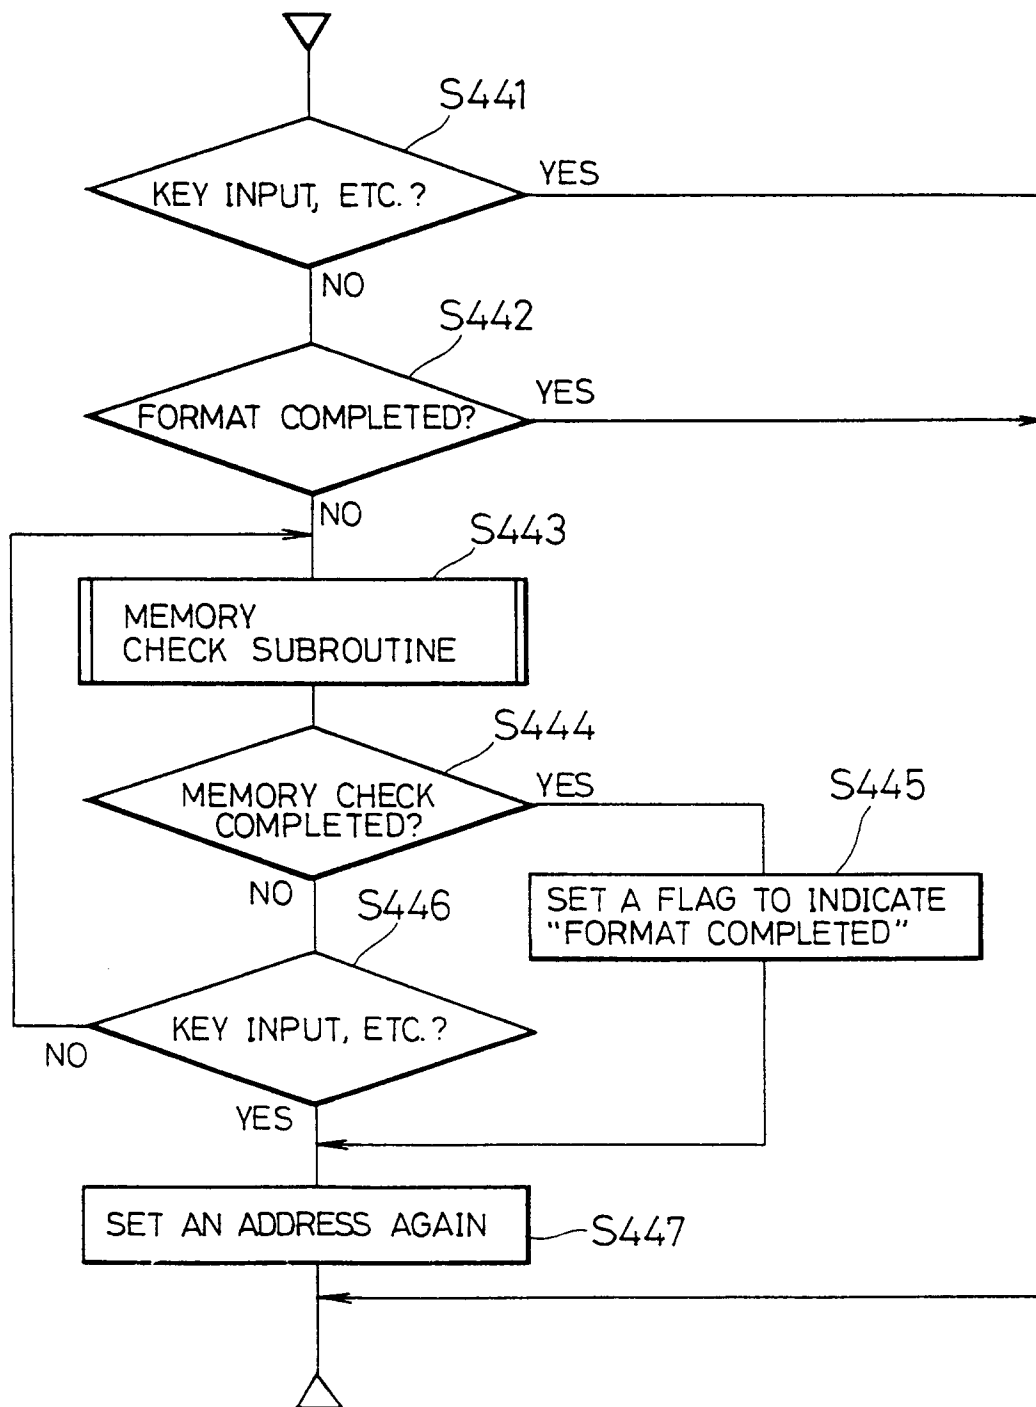 S441
KEY INPUT, ETC.?
YES
NO
S442
FORMAT COMPLETED?
YES
NO
S443
MEMORY
CHECK SUBROUTINE
S444
MEMORY CHECK
COMPLETED?
YES
NO
S445
SET A FLAG TO INDICATE
"FORMAT COMPLETED"
S446
KEY INPUT, ETC.?
NO
YES
SET AN ADDRESS AGAIN
S447